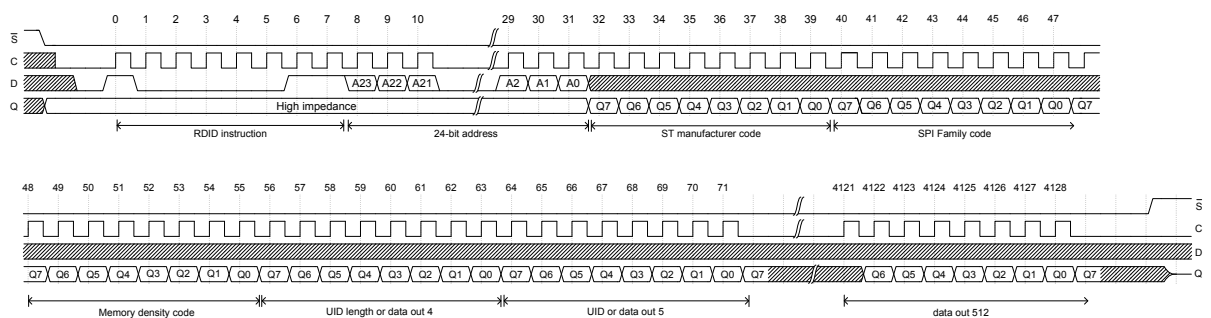 0 1 2 3 4 5 6 7 8 9 10 29 30 31 32 33 34 35 36 37 38 39 40 41 42 43 44 45 46 47
S
C
D A23 A22 A21 A2 A1 A0
Q High impedance Q7 Q6 Q5 Q4 Q3 Q2 Q1 Q0 Q7 Q6 Q5 Q4 Q3 Q2 Q1 Q0 Q7
RDID instruction 24-bit address ST manufacturer code SPI Family code
48 49 50 51 52 53 54 55 56 57 58 59 60 61 62 63 64 65 66 67 68 69 70 71 4121 4122 4123 4124 4125 4126 4127 4128
S
C
D
Q7 Q6 Q5 Q4 Q3 Q2 Q1 Q0 Q7 Q6 Q5 Q4 Q3 Q2 Q1 Q0 Q7 Q6 Q5 Q4 Q3 Q2 Q1 Q0 Q7 Q6 Q5 Q4 Q3 Q2 Q1 Q0 Q7 Q
Memory density code UID length or data out 4 UID or data out 5 data out 512